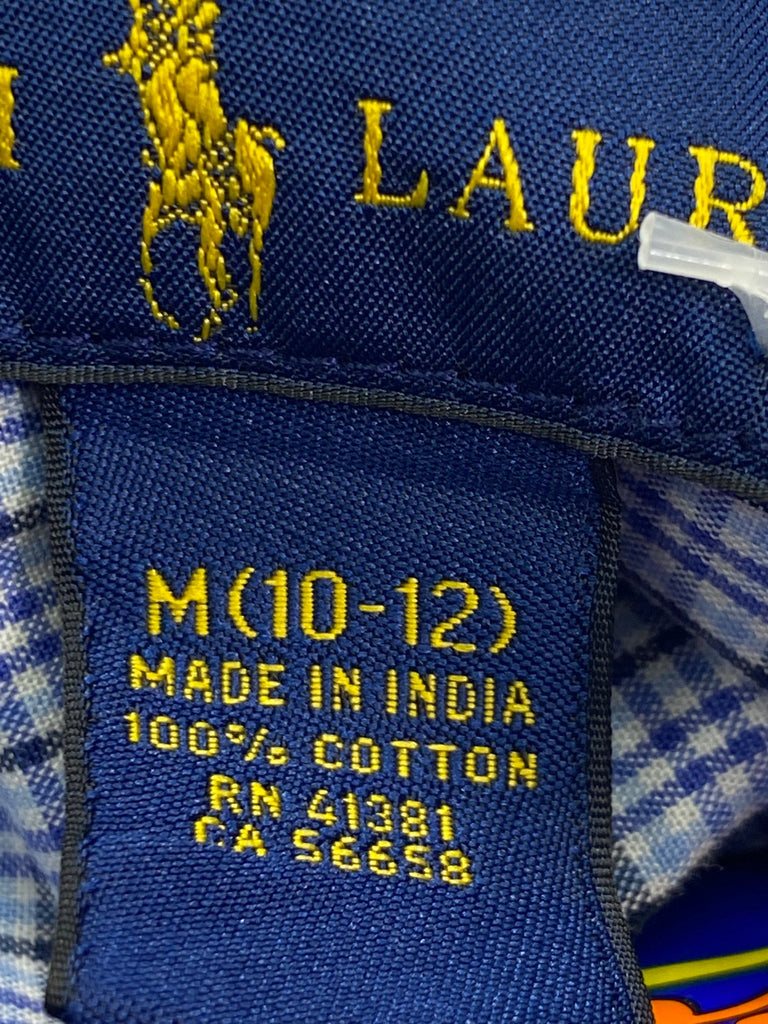 H LAUR
M(10-12)
MADE IN INDIA
100% COTTON
RN 41381
CA 56658